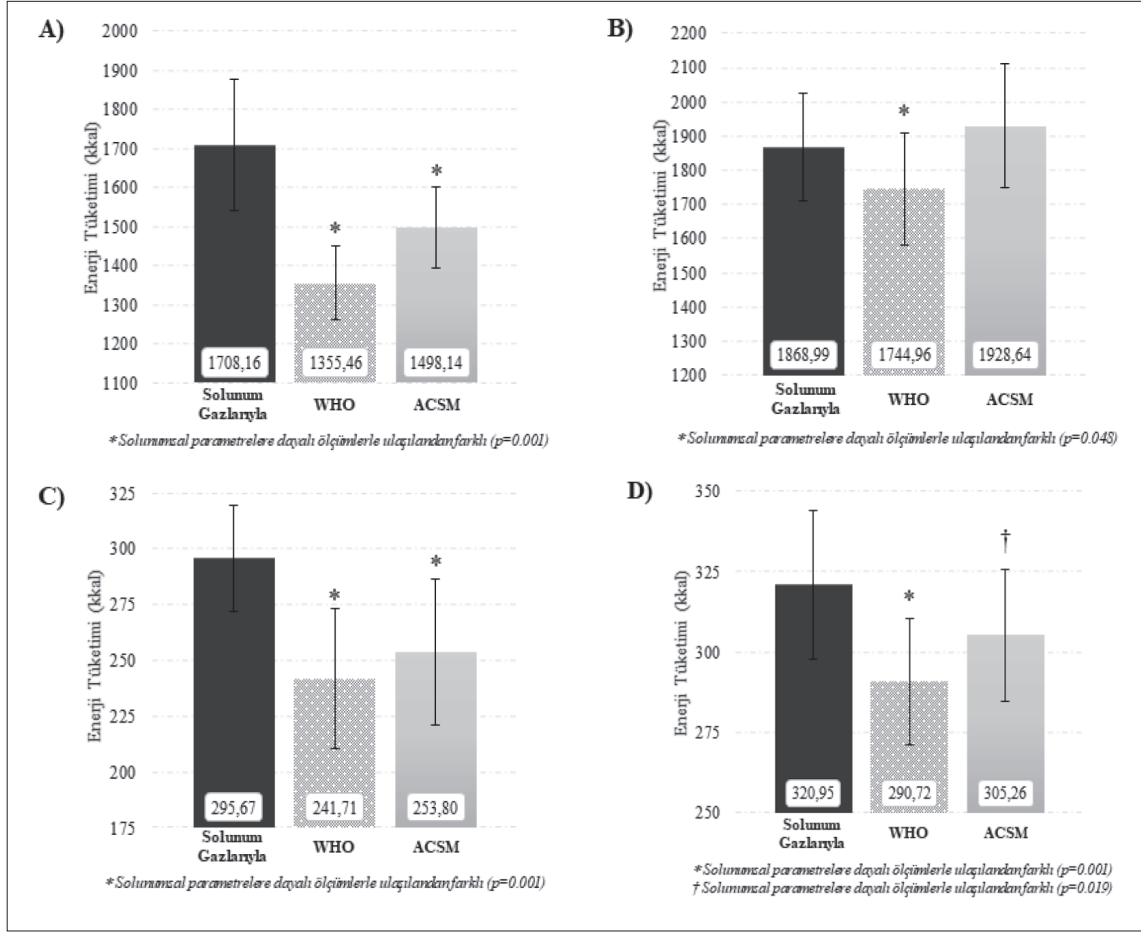 A)
Enerji Tüketimi (kkal)
2000
1900
1800
1700
1600
1500
1400
1300
1200
1100
*
*
1708,16
1355,46
1498,14
Solunum
Gazlarıyla
WHO
ACSM
*Solunumsal parametrelere dayalı ölçümlerle ulaşılandan farklı (p=0.001)
B)
Enerji Tüketimi (kkal)
2200
2100
2000
1900
1800
1700
1600
1500
1400
1300
1200
*
1868,99
1744,96
1928,64
Solunum
Gazlarıyla
WHO
ACSM
*Solunumsal parametrelere dayalı ölçümlerle ulaşılandan farklı (p=0.048)
C)
Enerji Tüketimi (kkal)
325
300
275
250
225
200
175
*
*
295,67
241,71
253,80
Solunum
Gazlarıyla
WHO
ACSM
*Solunumsal parametrelere dayalı ölçümlerle ulaşılandan farklı (p=0.001)
D)
Enerji Tüketimi (kkal)
350
325
300
275
250
*
†
320,95
290,72
305,26
Solunum
Gazlarıyla
WHO
ACSM
*Solunumsal parametrelere dayalı ölçümlerle ulaşılandan farklı (p=0.001)
†Solunumsal parametrelere dayalı ölçümlerle ulaşılandan farklı (p=0.019)